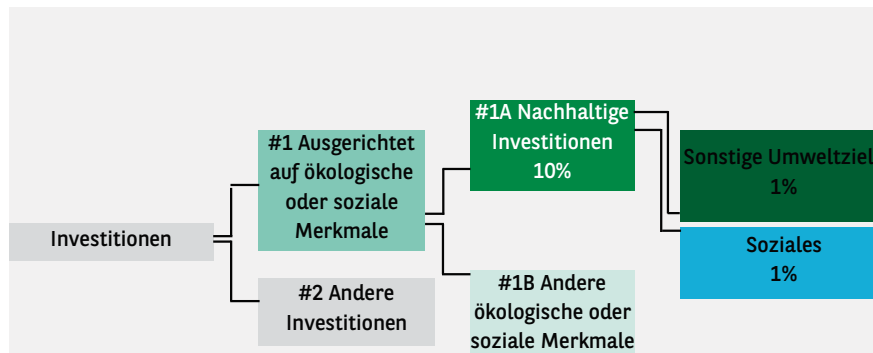 Investitionen
#1 Ausgerichtet
auf ökologische
oder soziale
Merkmale
#2 Andere
Investitionen
#1A Nachhaltige
Investitionen
10%
#1B Andere
ökologische oder
soziale Merkmale
Sonstige Umweltziel
1%
Soziales
1%